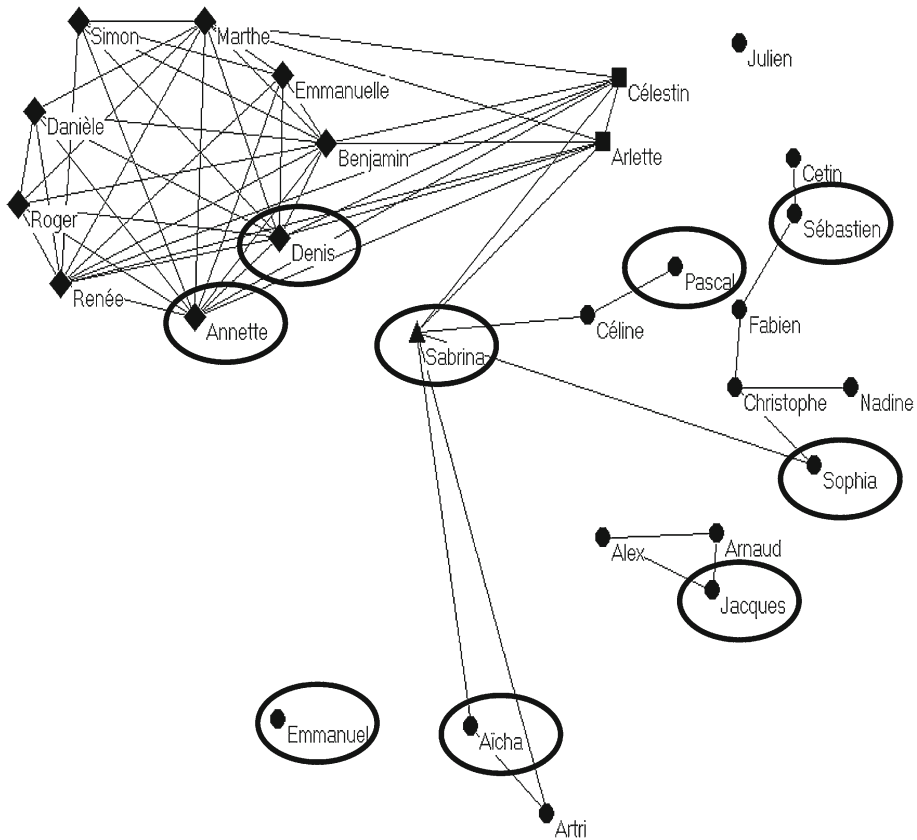 Simon
Marthe
Julien
Emmanuelle
Célestin
Danièle
Benjamin
Arlette
Cetin
Roger
Sébastien
Denis
Pascal
Renée
Annette
Céline
Fabien
Sabrina
Christophe
Nadine
Sophia
Alex
Arnaud
Jacques
Emmanuel
Aïcha
Artri